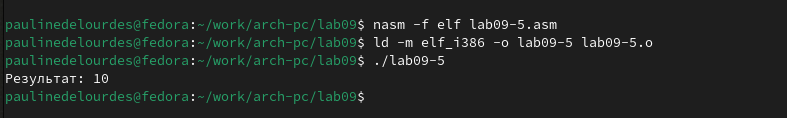 paulinedelourdes@fedora:~/work/arch-pc/lab09$ nasm -f elf lab09-5.asm
paulinedelourdes@fedora:~/work/arch-pc/lab09$ ld -m elf_i386 -o lab09-5 lab09-5.o
paulinedelourdes@fedora:~/work/arch-pc/lab09$ ./lab09-5
Результат: 10
paulinedelourdes@fedora:~/work/arch-pc/lab09$